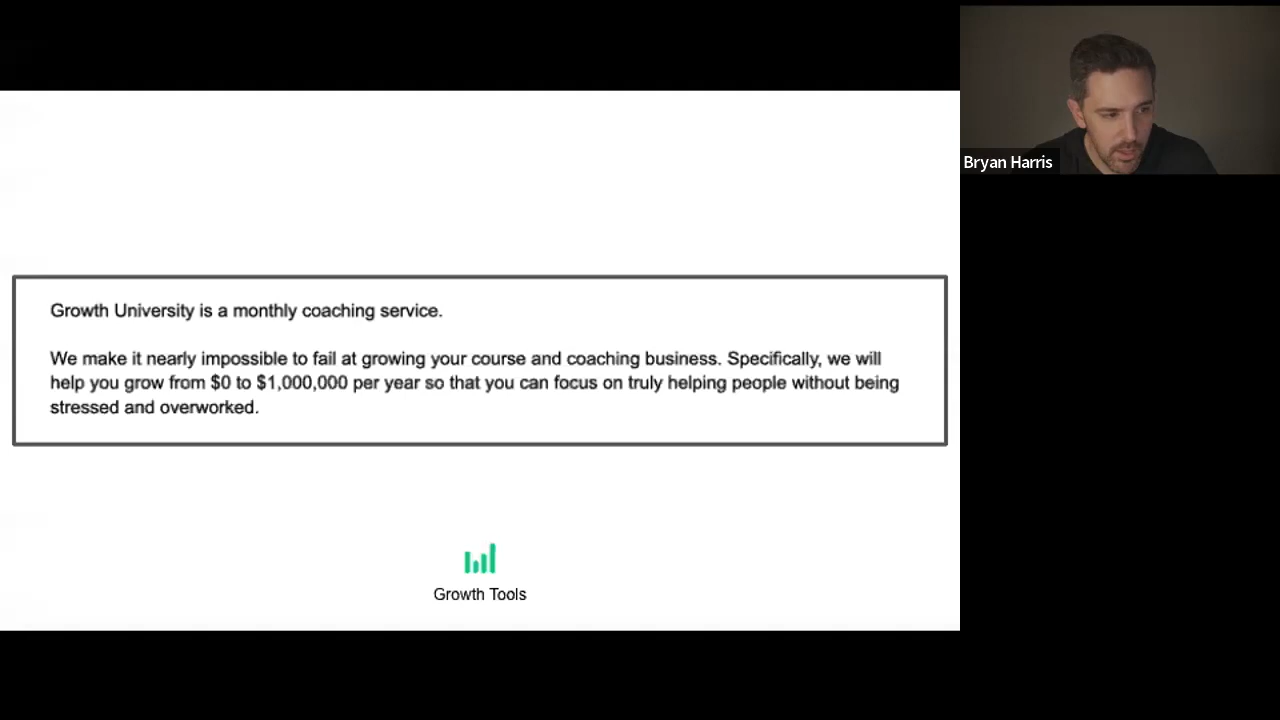 Bryan Harris
Growth University is a monthly coaching service.
We make it nearly impossible to fail at growing your course and coaching business. Specifically, we will
help you grow from $0 to $1,000,000 per year so that you can focus on truly helping people without being
stressed and overworked.
Growth Tools